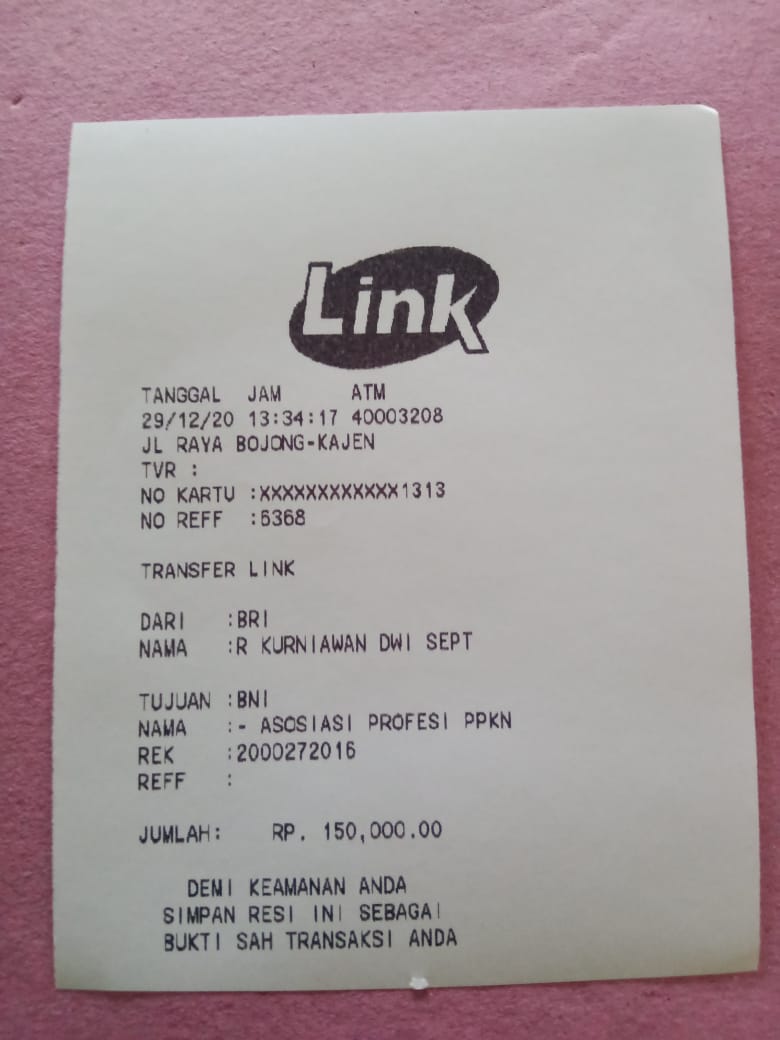 Link
TANGGAL JAM ATM
29/12/20 13:34:17 40003208
JL RAYA BOJONG-KAJEN
TVR :
NO KARTU :XXXXXXXXXXXX1313
NO REFF :6368
TRANSFER LINK
DARI :BRI
NAMA :R KURNIAWAN DWI SEPT
TUJUAN :BNI
NAMA :- ASOSIASI PROFESI PPKN
REK :2000272016
REFF :
JUMLAH: RP. 150,000.00
DEMI KEAMANAN ANDA
SIMPAN RESI INI SEBAGAI
BUKTI SAH TRANSAKSI ANDA